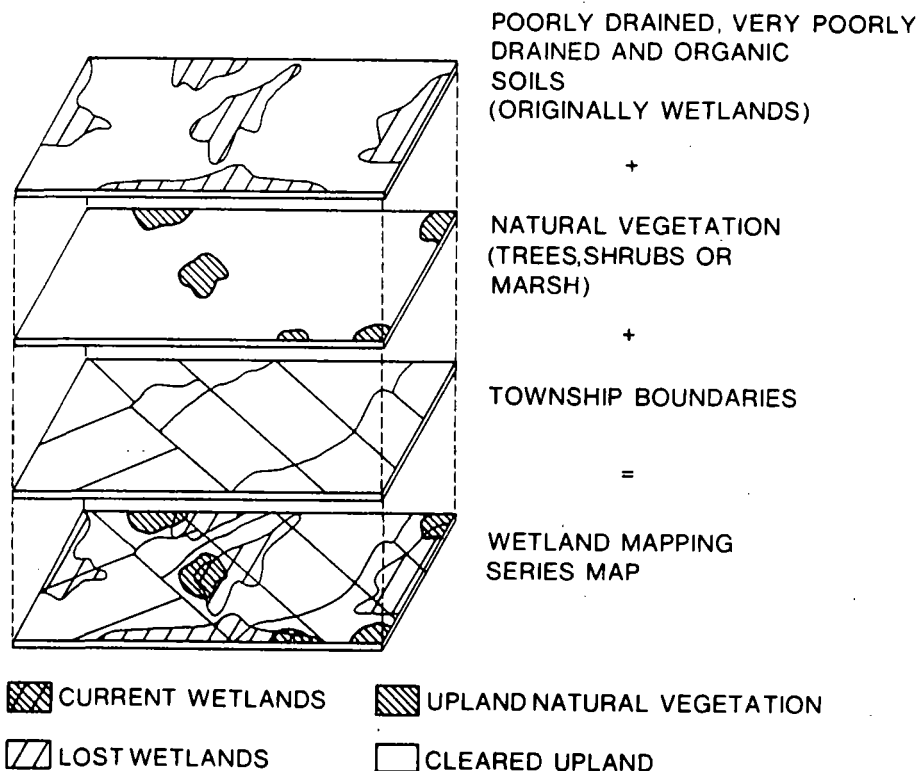 POORLY DRAINED, VERY POORLY
DRAINED AND ORGANIC
SOILS
(ORIGINALLY WETLANDS)
+
NATURAL VEGETATION
(TREES,SHRUBS OR
MARSH)
+
TOWNSHIP BOUNDARIES
=
WETLAND MAPPING
SERIES MAP
CURRENT WETLANDS
UPLAND NATURAL VEGETATION
LOST WETLANDS
CLEARED UPLAND